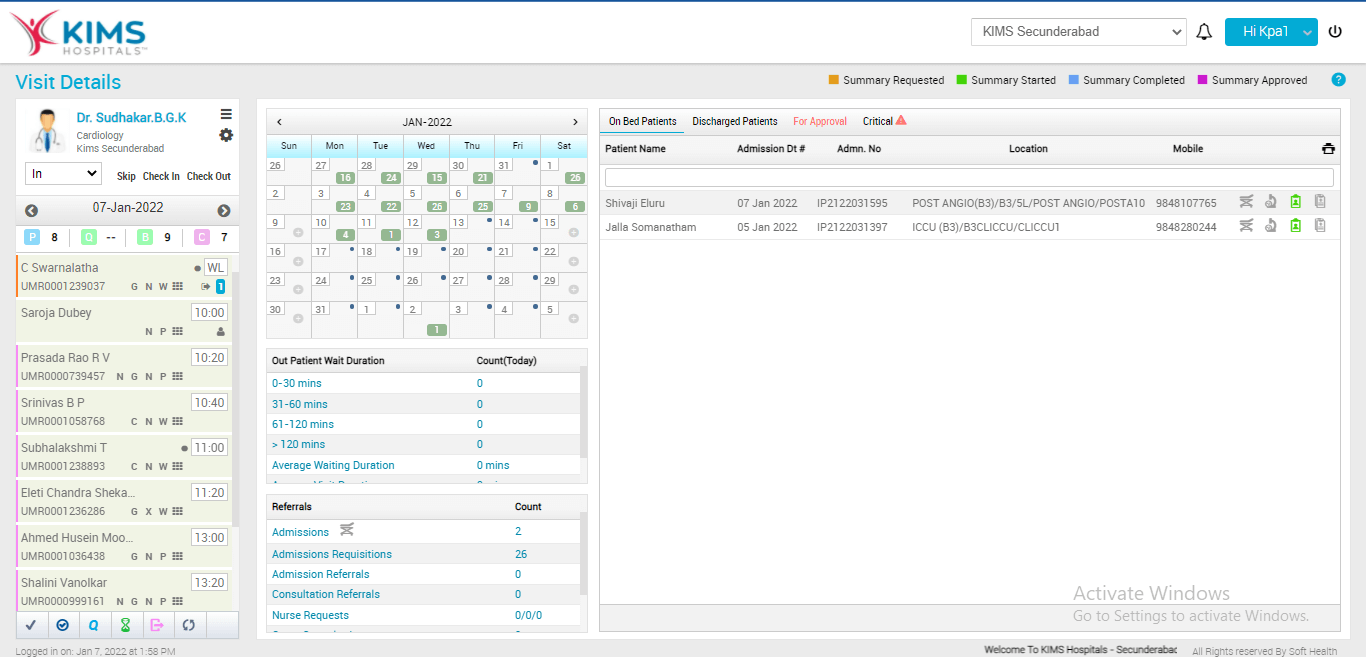 KIMS
HOSPITALS™
KIMS Secunderabad
Hi Kpa1
Visit Details
Summary Requested
Summary Started
Summary Completed
Summary Approved
?
Dr. Sudhakar.B.G.K
Cardiology
Kims Secunderabad
In
Skip Check In Check Out
07-Jan-2022
P 8 Q -- B 9 C 7
C Swarnalatha WL
UMR0001239037 G N W 1
Saroja Dubey 10:00
N P
Prasada Rao R V 10:20
UMR0000739457 N G N P
Srinivas B P 10:40
UMR0001058768 C N W
Subhalakshmi T 11:00
UMR0001238893 C N W
Eleti Chandra Sheka... 11:20
UMR0001236286 G X W
Ahmed Husein Moo... 13:00
UMR0001036438 G N P
Shalini Vanolkar 13:20
UMR0000999161 N G N P
Q
Logged in on: Jan 7, 2022 at 1:58 PM
‹ JAN-2022 ›
Sun Mon Tue Wed Thu Fri Sat
26 27 28 29 30 31 1
16 24 15 21 26
2 3 4 5 6 7 8
23 22 26 25 9 6
9 10 11 12 13 14 15
4 1 3
16 17 18 19 20 21 22
23 24 25 26 27 28 29
30 31 1 2 3 4 5
1
Out Patient Wait Duration Count(Today)
0-30 mins 0
31-60 mins 0
61-120 mins 0
> 120 mins 0
Average Waiting Duration 0 mins
Referrals Count
Admissions 2
Admissions Requisitions 26
Admission Referrals 0
Consultation Referrals 0
Nurse Requests 0/0/0
On Bed Patients Discharged Patients For Approval Critical
Patient Name Admission Dt # Admn. No Location Mobile
Shivaji Eluru 07 Jan 2022 IP2122031595 POST ANGIO(B3)/B3/5L/POST ANGIO/POSTA10 9848107765
Jalla Somanatham 05 Jan 2022 IP2122031397 ICCU (B3)/B3CLICCU/CLICCU1 9848280244
Activate Windows
Go to Settings to activate Windows.
Welcome To KIMS Hospitals - Secunderabad
All Rights reserved By Soft Health